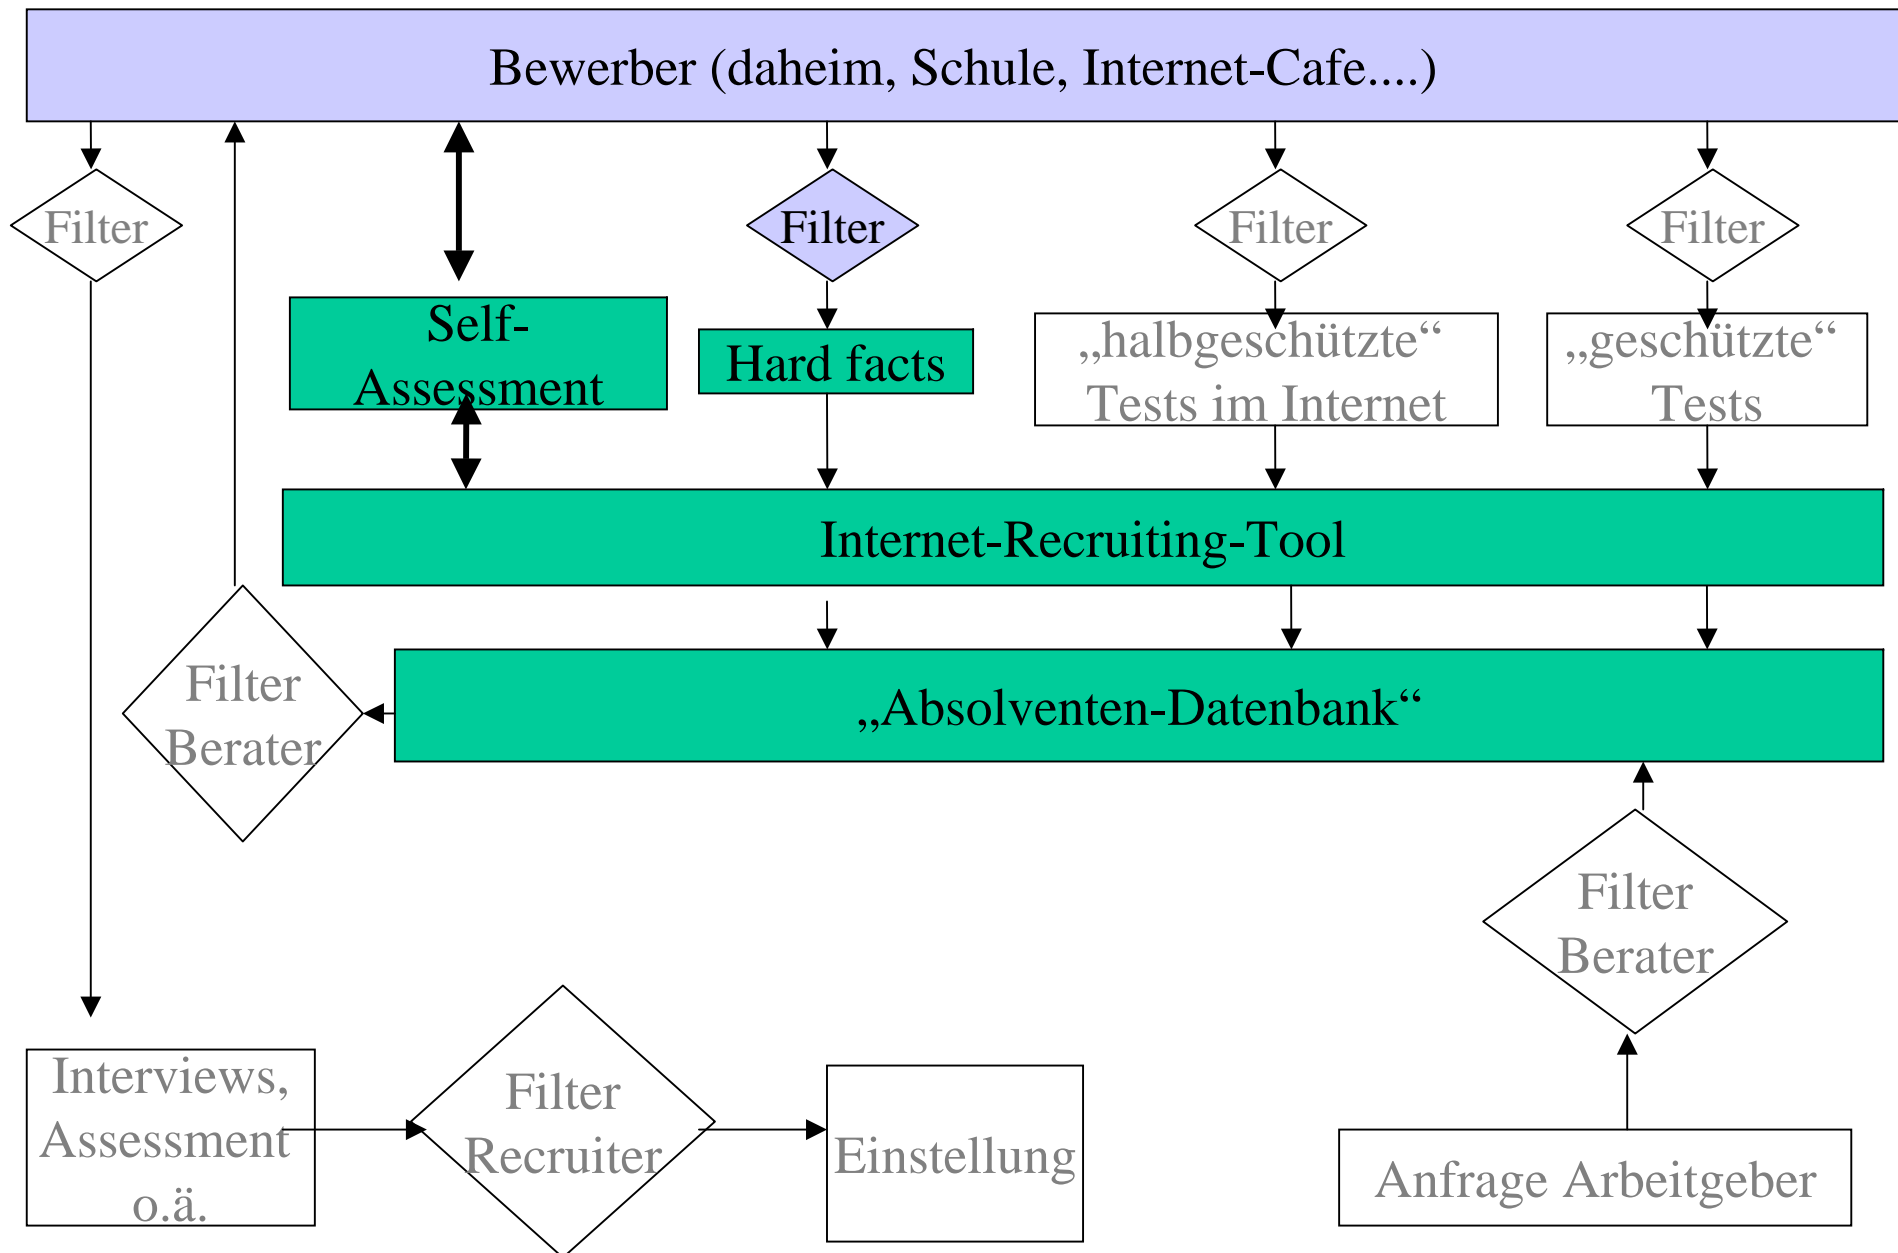 Bewerber (daheim, Schule, Internet-Cafe....)
Filter
Filter
Filter
Filter
Self-
Assessment
Hard facts
„halbgeschützte“
Tests im Internet
„geschützte“
Tests
Internet-Recruiting-Tool
Filter
Berater
„Absolventen-Datenbank“
Filter
Berater
Interviews,
Assessment
o.ä.
Filter
Recruiter
Einstellung
Anfrage Arbeitgeber